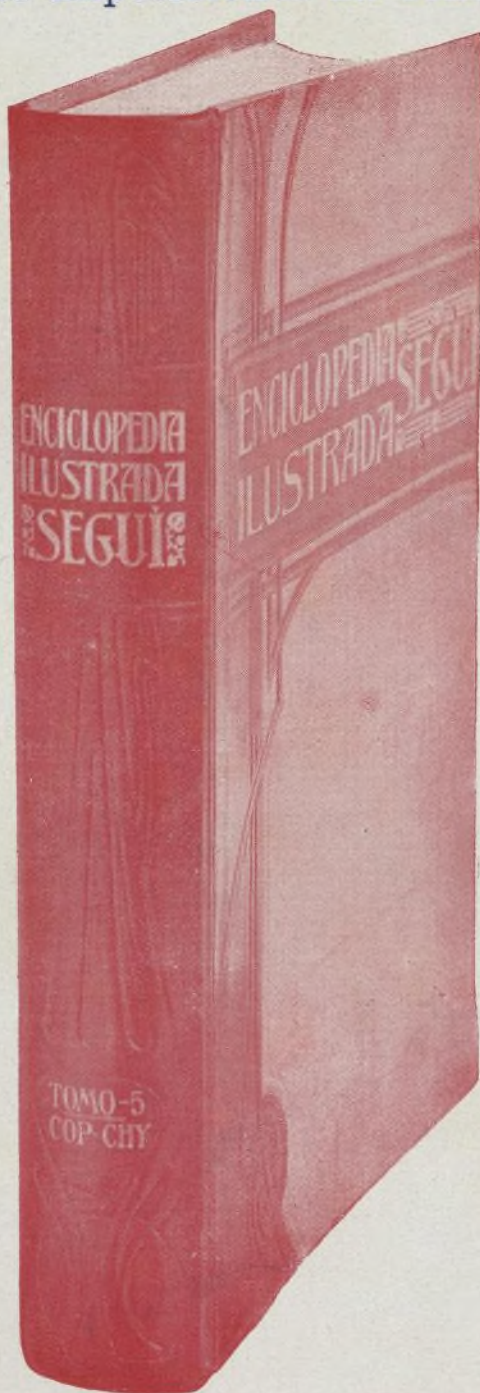 ENCICLOPEDIA
ILUSTRADA
SEGUÍ
TOMO-5
COP-CHY
ENCICLOPEDIA
ILUSTRADA
SEGUÍ